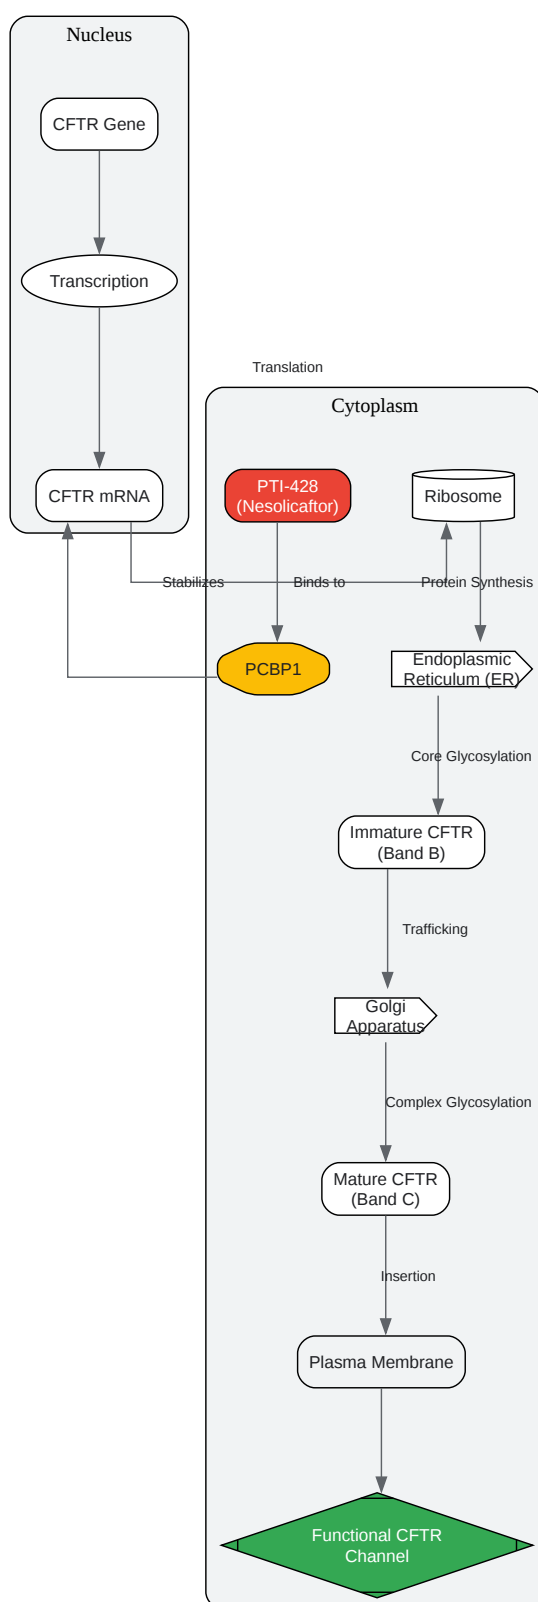 Nucleus
CFTR Gene
Transcription
Translation
Cytoplasm
CFTR mRNA
PTI-428
(Nesolicaftor)
Ribosome
Stabilizes
Binds to
Protein Synthesis
PCBP1
Endoplasmic
Reticulum (ER)
Core Glycosylation
Immature CFTR
(Band B)
Trafficking
Golgi
Apparatus
Complex Glycosylation
Mature CFTR
(Band C)
Insertion
Plasma Membrane
Functional CFTR
Channel